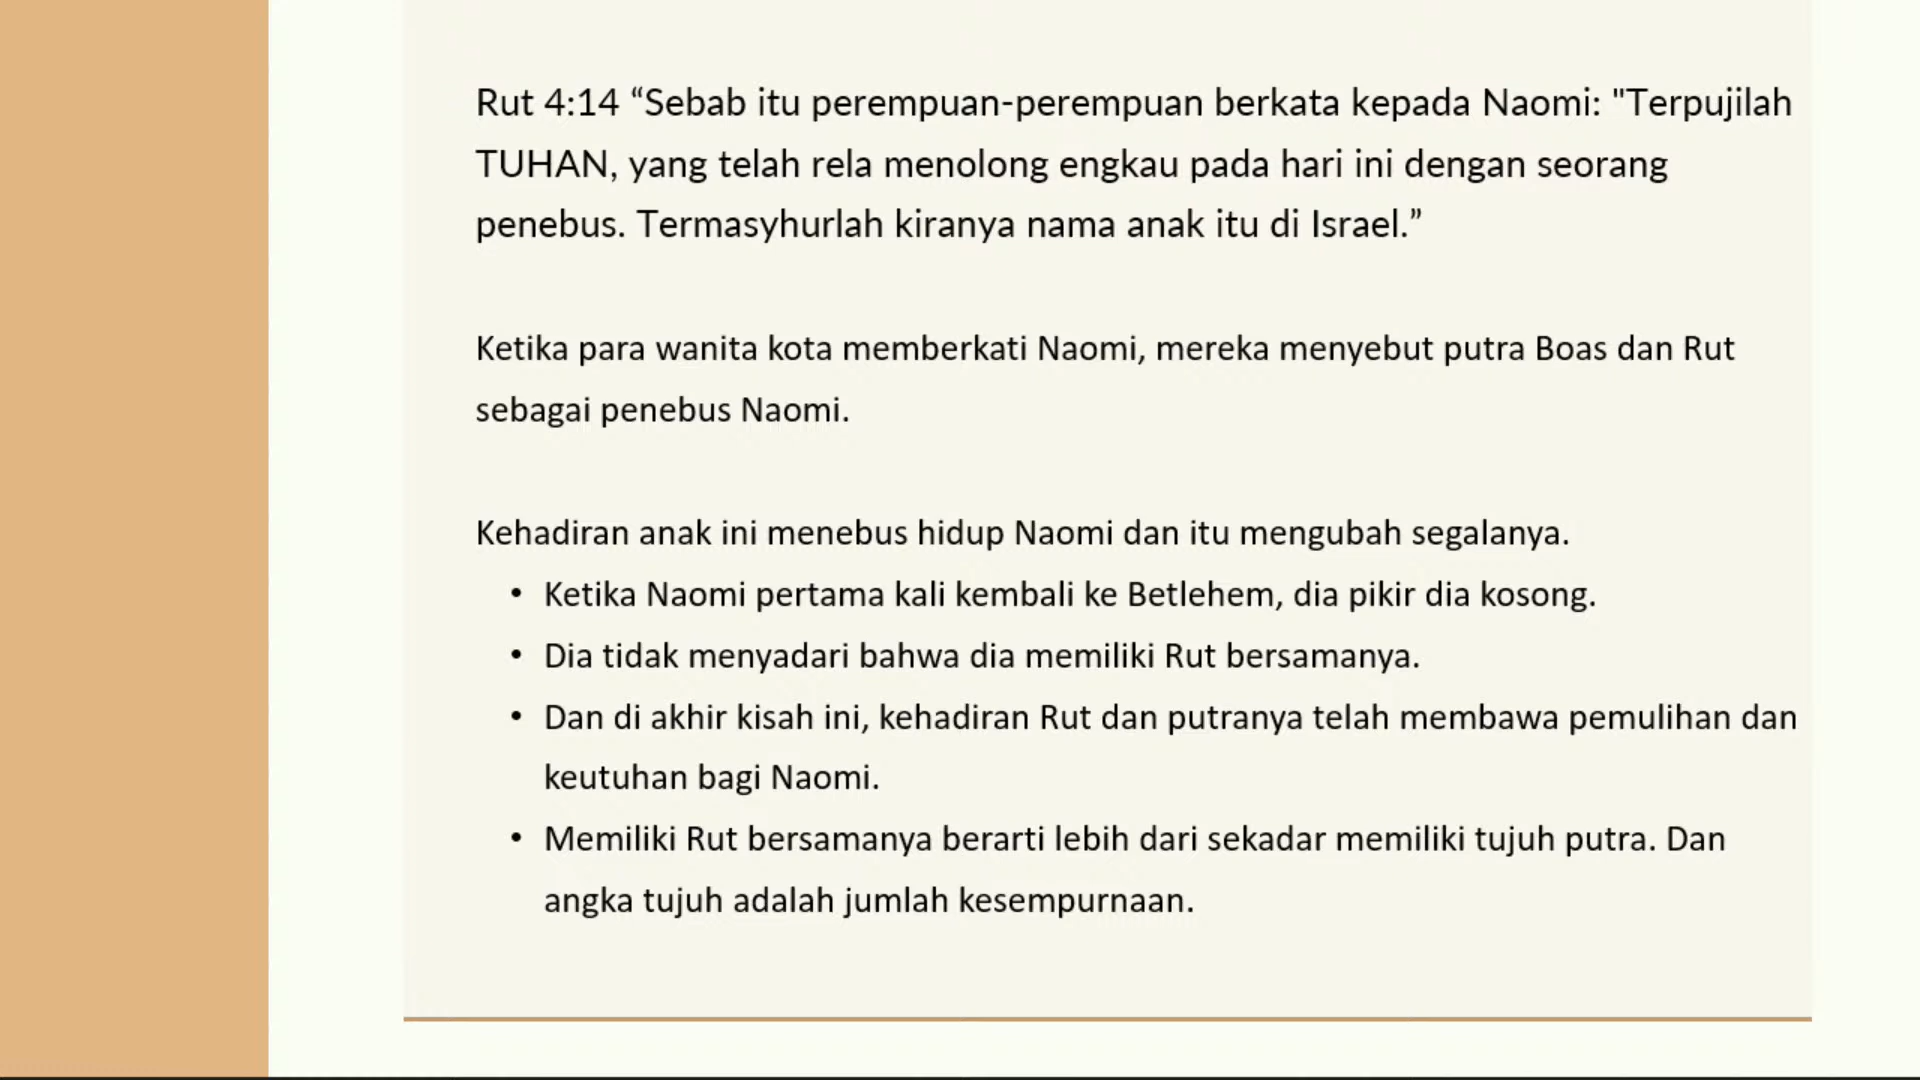 Rut 4:14 “Sebab itu perempuan-perempuan berkata kepada Naomi: "Terpujilah
TUHAN, yang telah rela menolong engkau pada hari ini dengan seorang
penebus. Termasyhurlah kiranya nama anak itu di Israel.”
Ketika para wanita kota memberkati Naomi, mereka menyebut putra Boas dan Rut
sebagai penebus Naomi.
Kehadiran anak ini menebus hidup Naomi dan itu mengubah segalanya.
• Ketika Naomi pertama kali kembali ke Betlehem, dia pikir dia kosong.
• Dia tidak menyadari bahwa dia memiliki Rut bersamanya.
• Dan di akhir kisah ini, kehadiran Rut dan putranya telah membawa pemulihan dan
keutuhan bagi Naomi.
• Memiliki Rut bersamanya berarti lebih dari sekadar memiliki tujuh putra. Dan
angka tujuh adalah jumlah kesempurnaan.